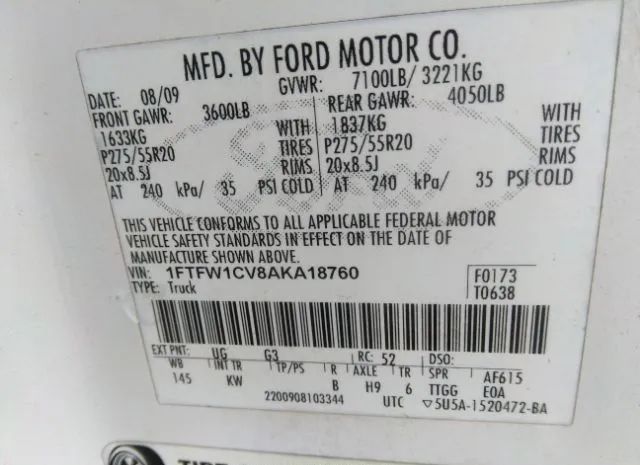 MFD. BY FORD MOTOR CO.
DATE: 08/09 GVWR: 7100LB/ 3221KG
FRONT GAWR: 3600LB REAR GAWR: 4050LB
1633KG WITH 1837KG WITH
P275/55R20 TIRES P275/55R20 TIRES
20x8.5J RIMS 20x8.5J RIMS
AT 240 kPa/ 35 PSI COLD AT 240 kPa/ 35 PSI COLD
THIS VEHICLE CONFORMS TO ALL APPLICABLE FEDERAL MOTOR
VEHICLE SAFETY STANDARDS IN EFFECT ON THE DATE OF
MANUFACTURE SHOWN ABOVE.
VIN: 1FTFW1CV8AKA18760 F0173
TYPE: Truck T0638
EXT PNT: UG G3 RC: 52 DSO:
WB INT TR TP/PS R AXLE TR SPR AF615
145 KW B H9 6 TTGG EOA
2200908103344 UTC ▽5U5A-1520472-BA